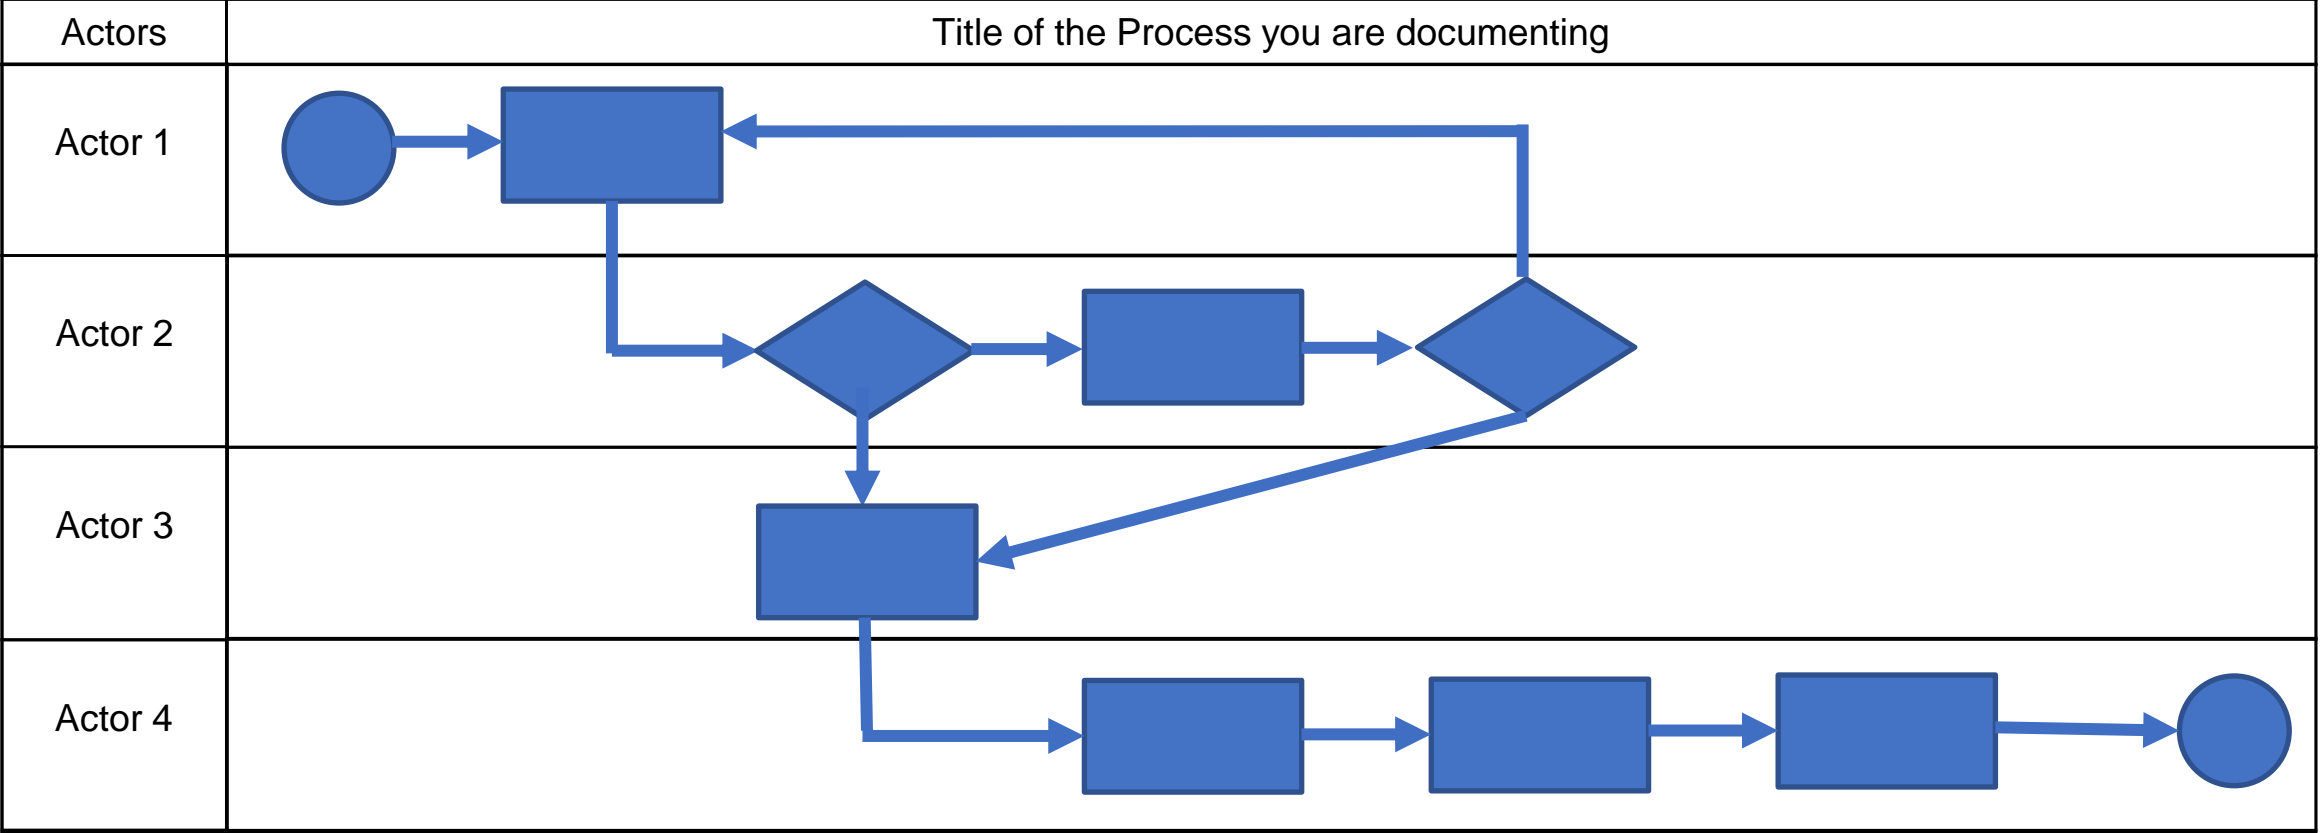 Actors
Title of the Process you are documenting
Actor 1
Actor 2
Actor 3
Actor 4